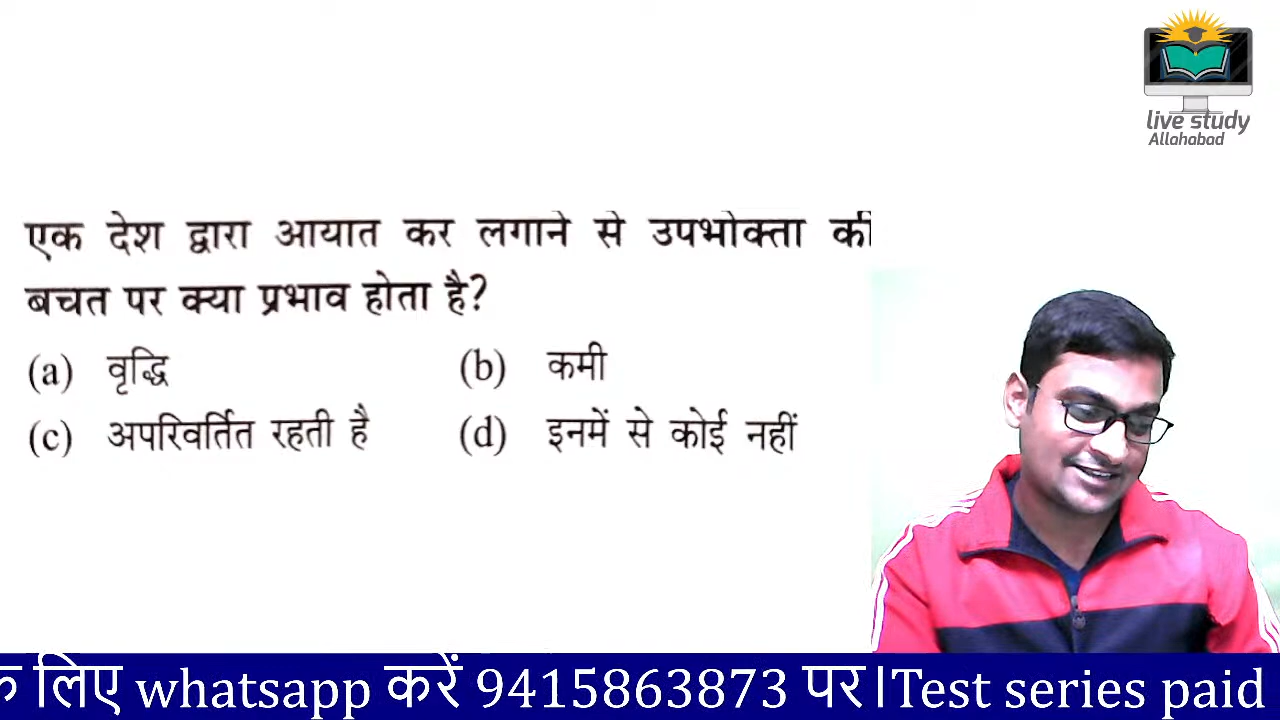 live study
Allahabad
एक देश द्वारा आयात कर लगाने से उपभोक्ता की
बचत पर क्या प्रभाव होता है?
(a) वृद्धि (b) कमी
(c) अपरिवर्तित रहती है (d) इनमें से कोई नहीं
लिए whatsapp करें 9415863873 पर।Test series paid